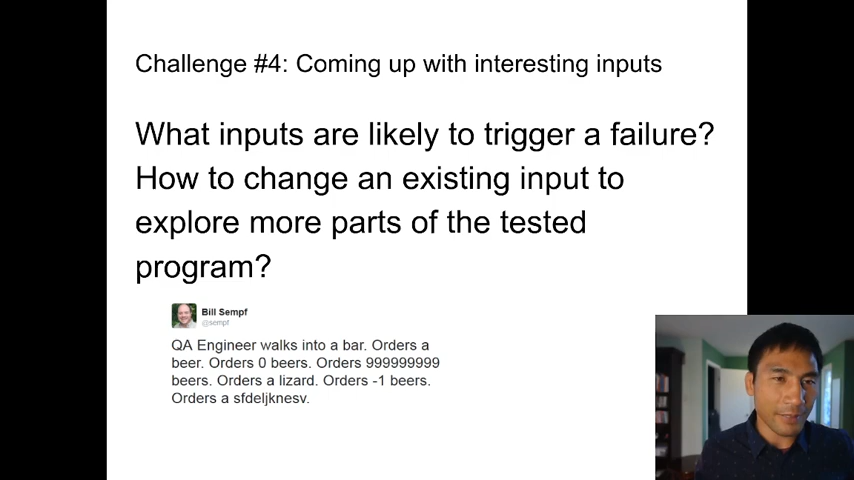 Challenge #4: Coming up with interesting inputs
What inputs are likely to trigger a failure?
How to change an existing input to
explore more parts of the tested
program?
Bill Sempf
@sempf
QA Engineer walks into a bar. Orders a
beer. Orders 0 beers. Orders 999999999
beers. Orders a lizard. Orders -1 beers.
Orders a sfdeljknesv.